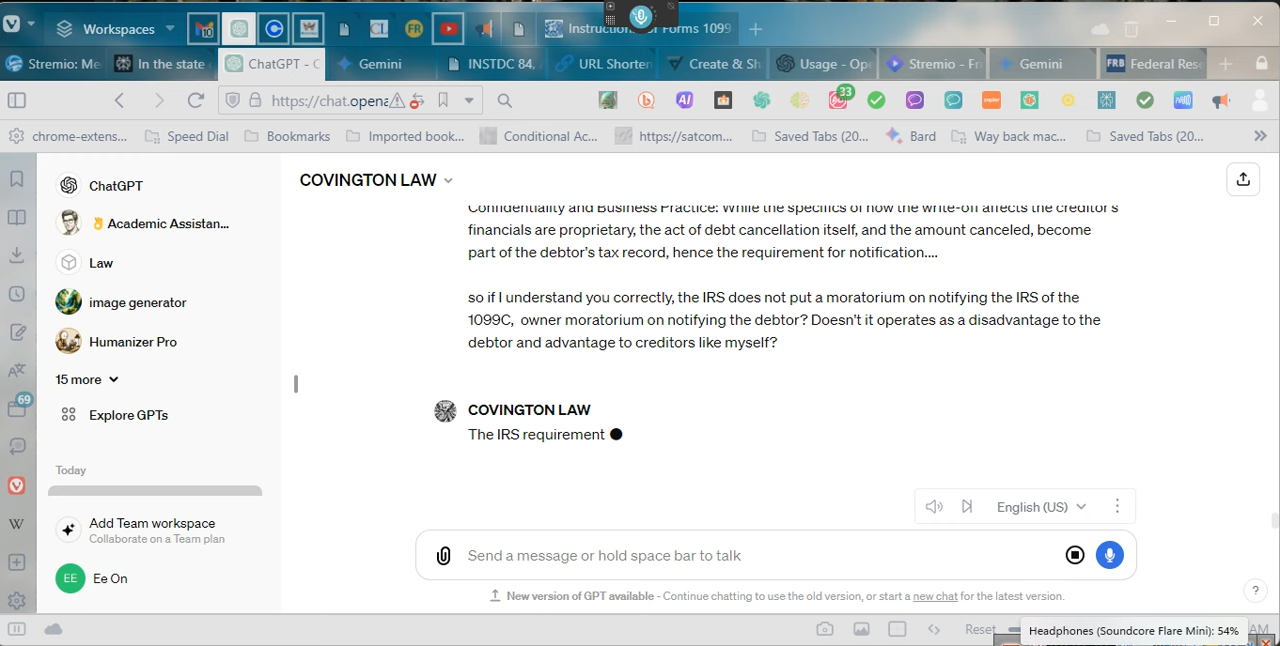 Workspaces
10
CL
FR
Instruction
Forms 1099
Stremio: Me
In the state
ChatGPT - C
Gemini
INSTDC 84,
URL Shorten
Create & Sh
Usage - Ope
Stremio - Fr
Gemini
FRB
Federal Rese
https://chat.opena
AI
33
chrome-extens...
Speed Dial
Bookmarks
Imported book...
Conditional Ac...
https://satcom...
Saved Tabs (20...
Bard
Way back mac...
Saved Tabs (20...
ChatGPT
Academic Assistan...
Law
image generator
Humanizer Pro
15 more
Explore GPTs
69
W
Today
Add Team workspace
Collaborate on a Team plan
EE
Ee On
COVINGTON LAW
Confidentiality and Business Practice: While the specifics of how the write-off affects the creditor's
financials are proprietary, the act of debt cancellation itself, and the amount canceled, become
part of the debtor's tax record, hence the requirement for notification....
so if I understand you correctly, the IRS does not put a moratorium on notifying the IRS of the
1099C, owner moratorium on notifying the debtor? Doesn't it operates as a disadvantage to the
debtor and advantage to creditors like myself?
COVINGTON LAW
The IRS requirement
English (US)
Send a message or hold space bar to talk
New version of GPT available - Continue chatting to use the old version, or start a new chat for the latest version.
?
Reset
Headphones (Soundcore Flare Mini): 54%
AM